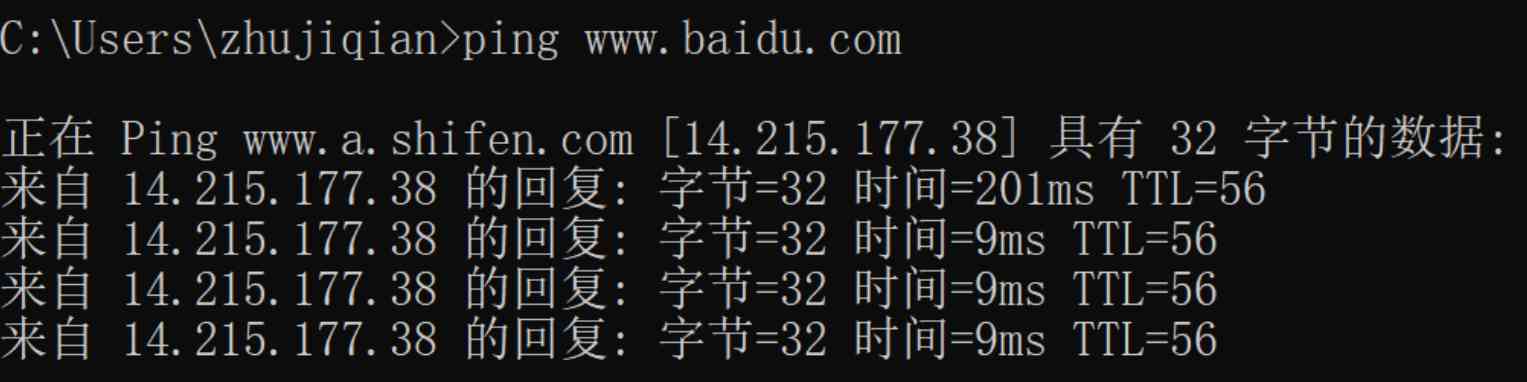 C:\Users\zhujiqian>ping www.baidu.com
正在 Ping www.a.shifen.com [14.215.177.38] 具有 32 字节的数据:
来自 14.215.177.38 的回复: 字节=32 时间=201ms TTL=56
来自 14.215.177.38 的回复: 字节=32 时间=9ms TTL=56
来自 14.215.177.38 的回复: 字节=32 时间=9ms TTL=56
来自 14.215.177.38 的回复: 字节=32 时间=9ms TTL=56